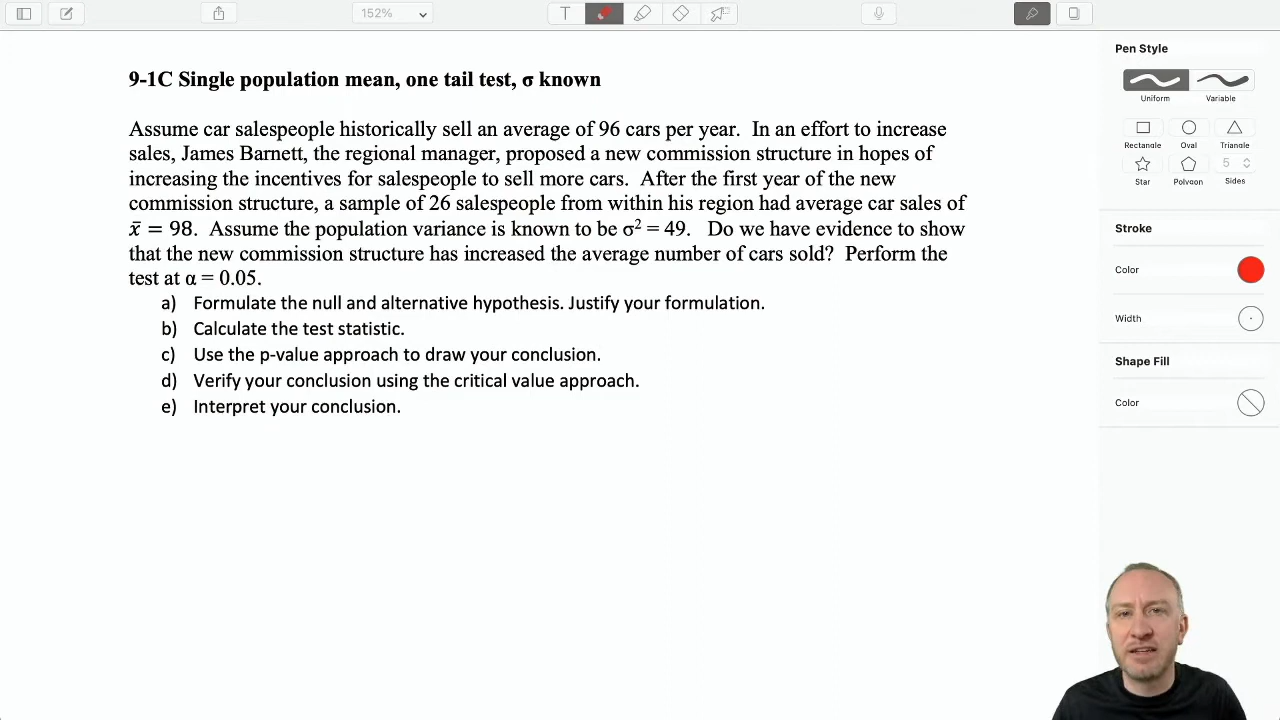 152%
T
9-1C Single population mean, one tail test, σ known
Assume car salespeople historically sell an average of 96 cars per year. In an effort to increase
sales, James Barnett, the regional manager, proposed a new commission structure in hopes of
increasing the incentives for salespeople to sell more cars. After the first year of the new
commission structure, a sample of 26 salespeople from within his region had average car sales of
x̄ = 98. Assume the population variance is known to be σ² = 49. Do we have evidence to show
that the new commission structure has increased the average number of cars sold? Perform the
test at α = 0.05.
a) Formulate the null and alternative hypothesis. Justify your formulation.
b) Calculate the test statistic.
c) Use the p-value approach to draw your conclusion.
d) Verify your conclusion using the critical value approach.
e) Interpret your conclusion.
Pen Style
Uniform Variable
Rectangle Oval Triangle
5
Star Polygon Sides
Stroke
Color
Width
Shape Fill
Color